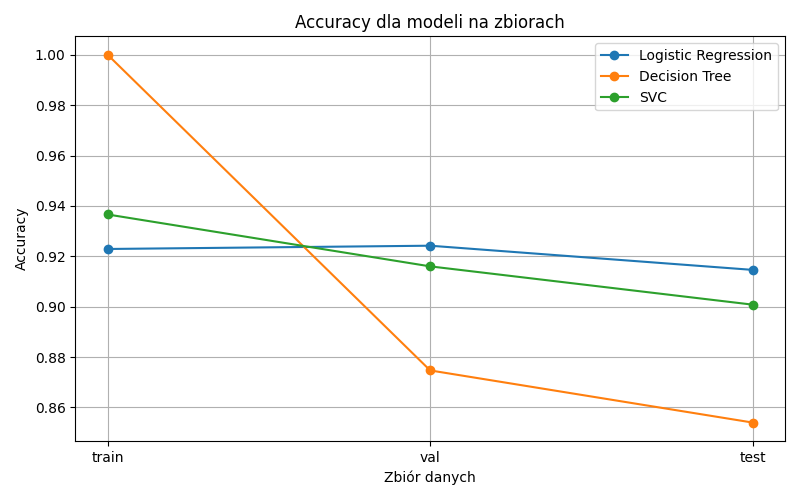 Accuracy dla modeli na zbiorach
Logistic Regression
Decision Tree
SVC
1.00
0.98
0.96
0.94
0.92
0.90
0.88
0.86
Accuracy
train
val
test
Zbiór danych